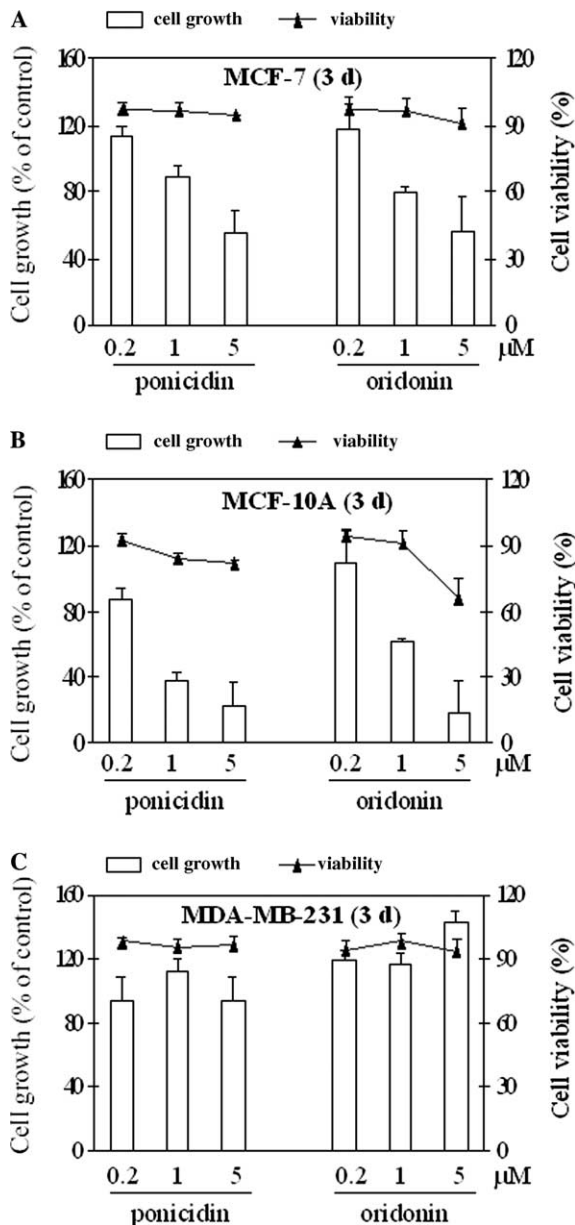 A
cell growth viability
MCF-7 (3 d)
Cell growth (% of control)
160
120
80
40
0
Cell viability (%)
120
90
60
30
0
0.2 1 5 0.2 1 5 μM
ponicidin oridonin
B
cell growth viability
MCF-10A (3 d)
Cell growth (% of control)
160
120
80
40
0
Cell viability (%)
120
90
60
30
0
0.2 1 5 0.2 1 5 μM
ponicidin oridonin
C
cell growth viability
MDA-MB-231 (3 d)
Cell growth (% of control)
160
120
80
40
0
Cell viability (%)
120
90
60
30
0
0.2 1 5 0.2 1 5 μM
ponicidin oridonin